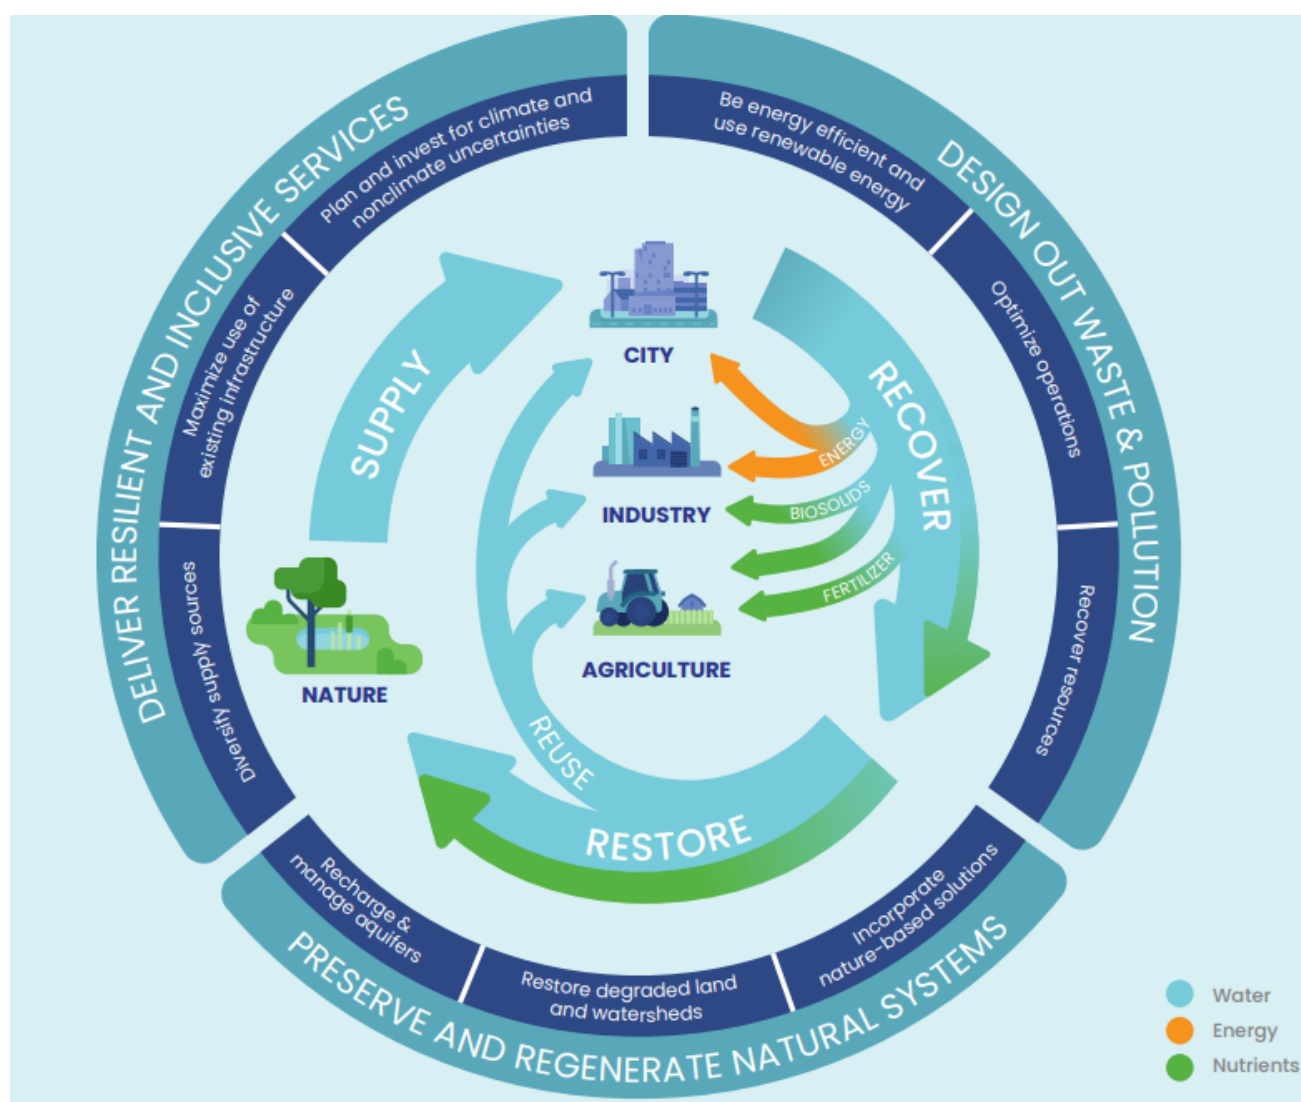 DELIVER RESILIENT AND INCLUSIVE SERVICES
Plan and invest for climate and
nonclimate uncertainties
Maximize use of
existing infrastructure
Diversify supply sources
DESIGN OUT WASTE & POLLUTION
Be energy efficient and
use renewable energy
Optimize operations
Recover resources
PRESERVE AND REGENERATE NATURAL SYSTEMS
Recharge &
manage aquifers
Restore degraded land
and watersheds
Incorporate
nature-based solutions
SUPPLY
RECOVER
RESTORE
REUSE
CITY
INDUSTRY
AGRICULTURE
NATURE
ENERGY
BIOSOLIDS
FERTILIZER
Water
Energy
Nutrients